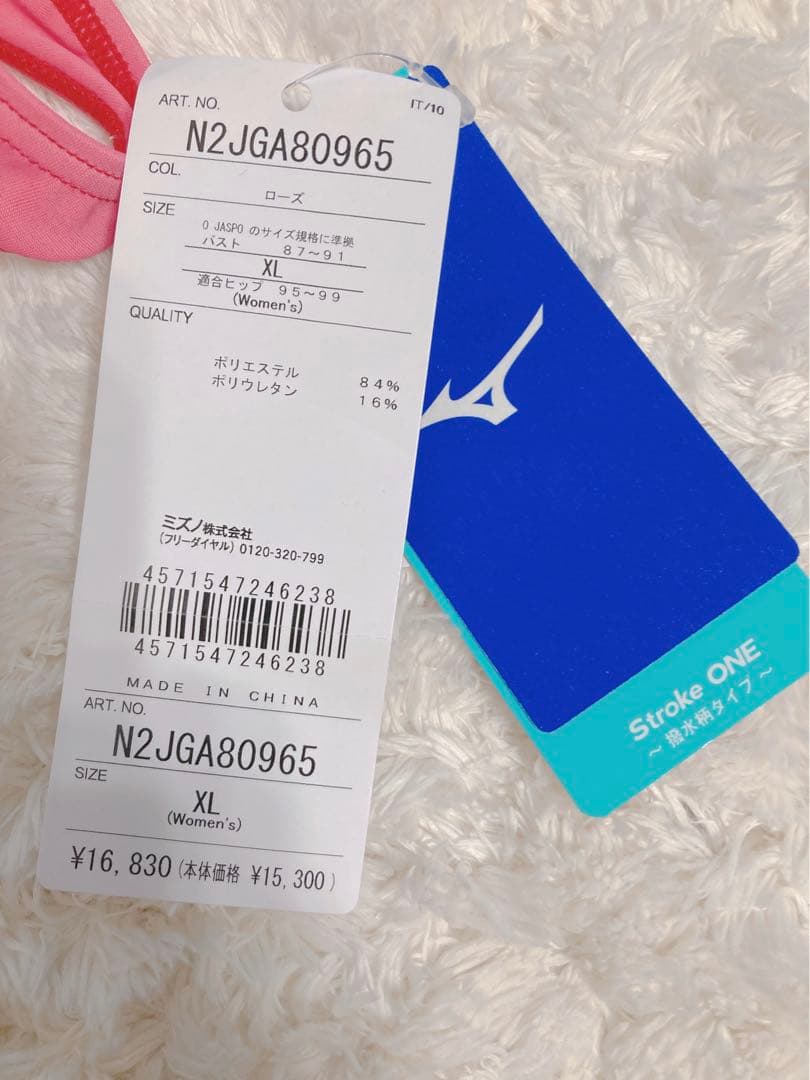 ART. NO.
IT/10
N2JGA80965
COL.
ローズ
SIZE
O JASPO のサイズ規格に準拠
バスト 87～91
XL
適合ヒップ 95～99
(Women's)
QUALITY
ポリエステル 84%
ポリウレタン 16%
ミズノ株式会社
(フリーダイヤル) 0120-320-799
4571547246238
4571547246238
MADE IN CHINA
ART. NO.
N2JGA80965
SIZE
XL
(Women's)
¥16,830 (本体価格 ¥15,300)
Stroke ONE
～ 撥水柄タイプ ～